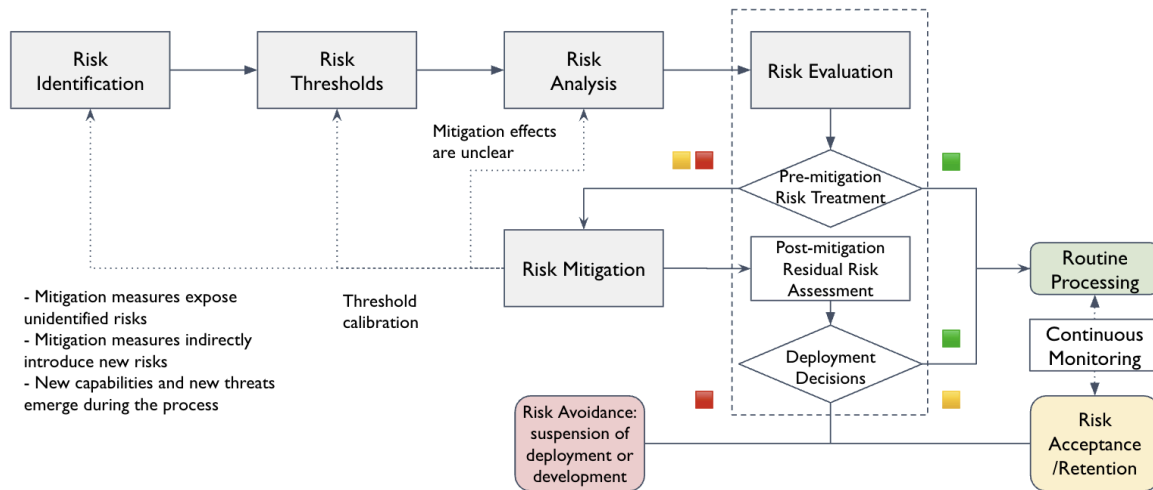 Risk
Identification
Risk
Thresholds
Risk
Analysis
Risk Evaluation
Mitigation effects
are unclear
Pre-mitigation
Risk Treatment
Risk Mitigation
Post-mitigation
Residual Risk
Assessment
Routine
Processing
- Mitigation measures expose
unidentified risks
- Mitigation measures indirectly
introduce new risks
- New capabilities and new threats
emerge during the process
Threshold
calibration
Continuous
Monitoring
Deployment
Decisions
Risk Avoidance:
suspension of
deployment or
development
Risk
Acceptance
/Retention